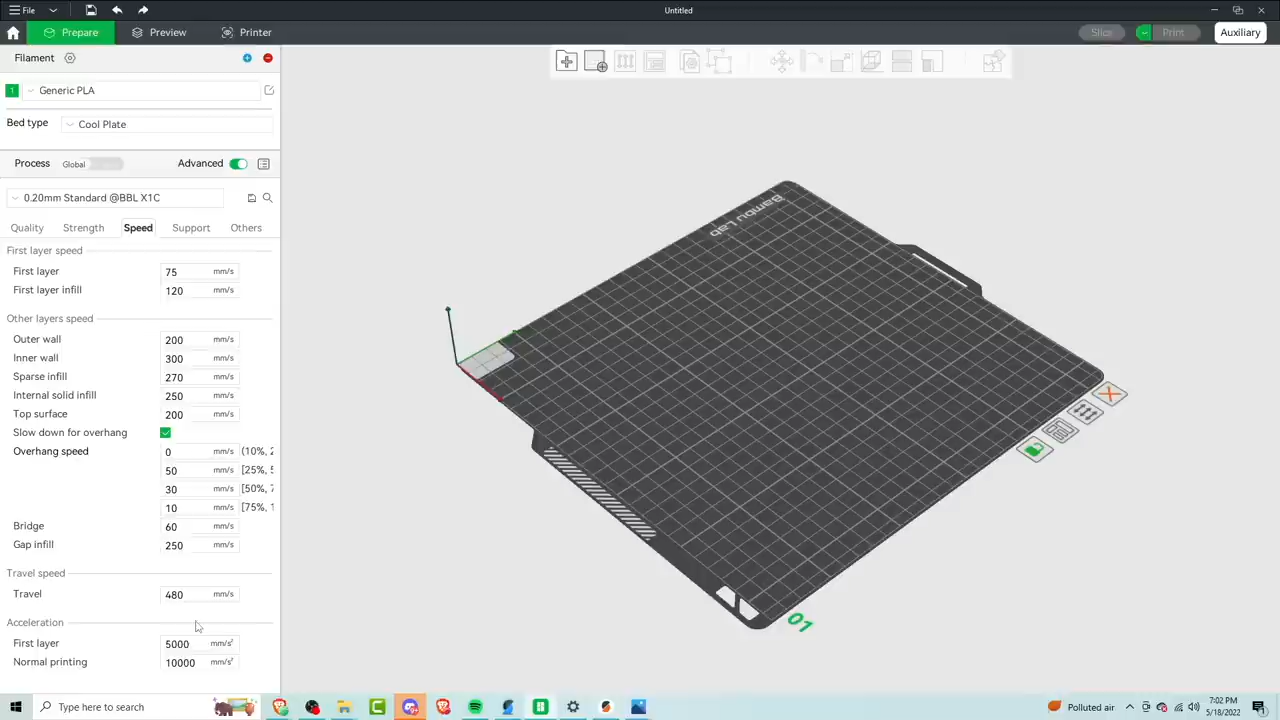 File
Untitled
Prepare
Preview
Printer
Slice
Print
Auxiliary
Filament
1
Generic PLA
Bed type
Cool Plate
Process
Global
Advanced
0.20mm Standard @BBL X1C
Quality
Strength
Speed
Support
Others
First layer speed
First layer 75 mm/s
First layer infill 120 mm/s
Other layers speed
Outer wall 200 mm/s
Inner wall 300 mm/s
Sparse infill 270 mm/s
Internal solid infill 250 mm/s
Top surface 200 mm/s
Slow down for overhang
Overhang speed 0 mm/s (10%, 2
50 mm/s [25%, 5
30 mm/s [50%, 7
10 mm/s [75%, 1
Bridge 60 mm/s
Gap infill 250 mm/s
Travel speed
Travel 480 mm/s
Acceleration
First layer 5000 mm/s²
Normal printing 10000 mm/s²
Bambu Lab
01
Type here to search
Polluted air
7:02 PM
5/18/2022